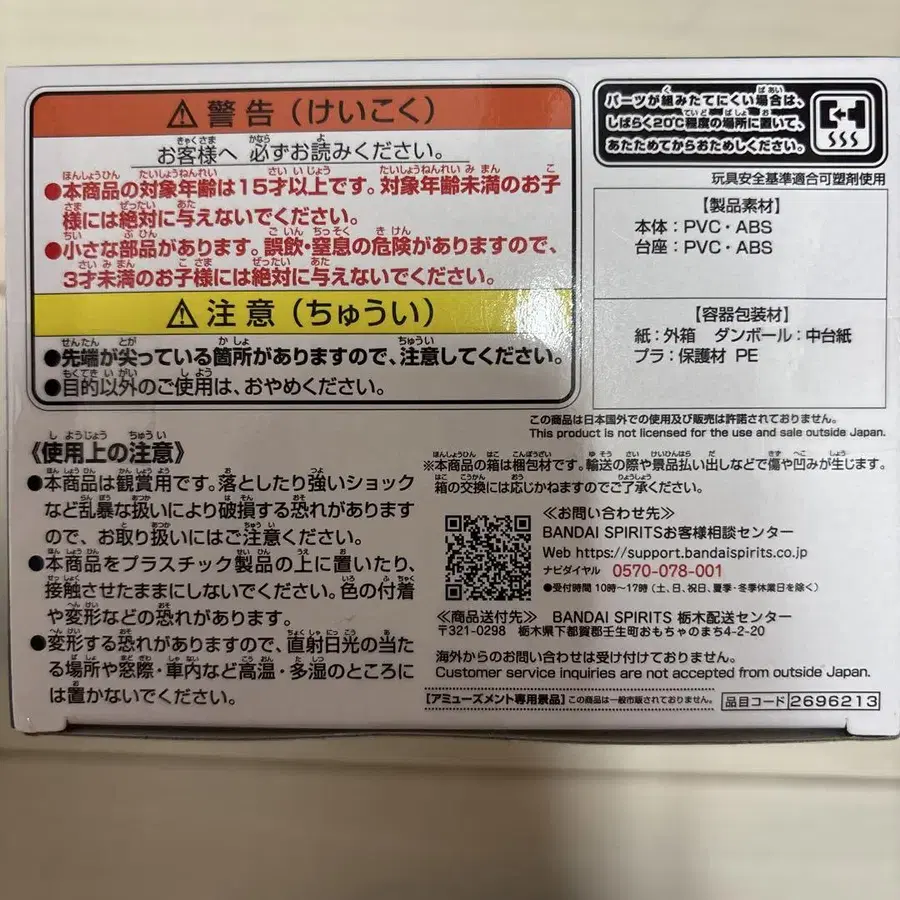 ⚠警告（けいこく）
お客様へ 必ずお読みください。
●本商品の対象年齢は15才以上です。対象年齢未満のお子
様には絶対に与えないでください。
●小さな部品があります。誤飲・窒息の危険がありますので、
3才未満のお子様には絶対に与えないでください。
⚠注意（ちゅうい）
●先端が尖っている箇所がありますので、注意してください。
●目的以外のご使用は、おやめください。
《使用上の注意》
●本商品は観賞用です。落としたり強いショック
など乱暴な扱いにより破損する恐れがあります
ので、お取り扱いにはご注意ください。
●本商品をプラスチック製品の上に置いたり、
接触させたままにしないでください。色の付着
や変形などの恐れがあります。
●変形する恐れがありますので、直射日光の当た
る場所や窓際・車内など高温・多湿のところに
は置かないでください。
パーツが組みたてにくい場合は、
しばらく20℃程度の場所に置いて、
あたためてからおためしください。
玩具安全基準適合可塑剤使用
【製品素材】
本体：PVC・ABS
台座：PVC・ABS
【容器包装材】
紙：外箱 ダンボール：中台紙
プラ：保護材 PE
この商品は日本国外での使用及び販売は許諾されておりません。
This product is not licensed for the use and sale outside Japan.
※本商品の箱は梱包材です。輸送の際や景品払い出しなどで傷や凹みが生じます。
箱の交換には応じかねますのでご了承ください。
≪お問い合わせ先≫
BANDAI SPIRITSお客様相談センター
Web https://support.bandaispirits.co.jp
ナビダイヤル 0570-078-001
●受付時間 10時〜17時（土、日、祝日、夏季・冬季休業日を除く）
≪商品送付先≫ BANDAI SPIRITS 栃木配送センター
〒321-0298 栃木県下都賀郡壬生町おもちゃのまち4-2-20
海外からのお問い合わせは受け付けておりません。
Customer service inquiries are not accepted from outside Japan.
【アミューズメント専用景品】この商品は一般市販されておりません。
品目コード 2696213